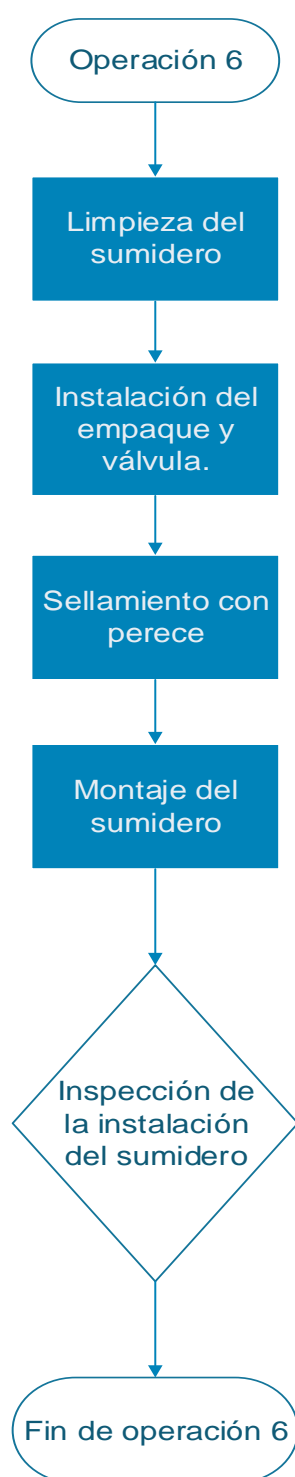 Operación 6
Limpieza del
sumidero
Instalación del
empaque y
válvula.
Sellamiento con
perece
Montaje del
sumidero
Inspección de
la instalación
del sumidero
Fin de operación 6